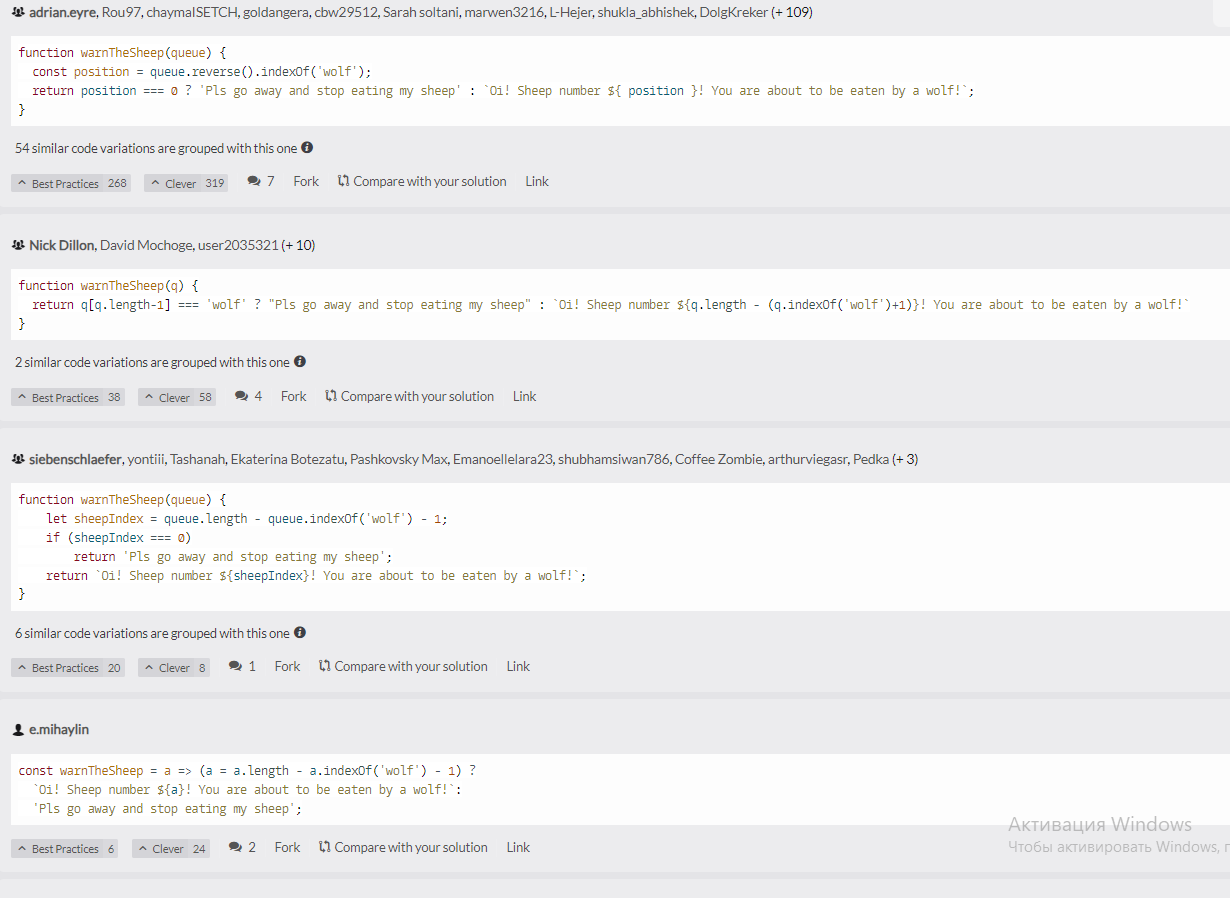 adrian.eyre, Rou97, chaymaISETCH, goldangera, cbw29512, Sarah soltani, marwen3216, L-Hejer, shukla_abhishek, DolgKreker (+ 109)
function warnTheSheep(queue) {
  const position = queue.reverse().indexOf('wolf');
  return position === 0 ? 'Pls go away and stop eating my sheep' : `Oi! Sheep number ${ position }! You are about to be eaten by a wolf!`;
}
54 similar code variations are grouped with this one
Best Practices 268 Clever 319 7 Fork Compare with your solution Link
Nick Dillon, David Mochoge, user2035321 (+ 10)
function warnTheSheep(q) {
  return q[q.length-1] === 'wolf' ? "Pls go away and stop eating my sheep" : `Oi! Sheep number ${q.length - (q.indexOf('wolf')+1)}! You are about to be eaten by a wolf!`
}
2 similar code variations are grouped with this one
Best Practices 38 Clever 58 4 Fork Compare with your solution Link
siebenschlaefer, yontiii, Tashanah, Ekaterina Botezatu, Pashkovsky Max, Emanoellelara23, shubhamsiwan786, Coffee Zombie, arthurviegasr, Pedka (+ 3)
function warnTheSheep(queue) {
    let sheepIndex = queue.length - queue.indexOf('wolf') - 1;
    if (sheepIndex === 0)
        return 'Pls go away and stop eating my sheep';
    return `Oi! Sheep number ${sheepIndex}! You are about to be eaten by a wolf!`;
}
6 similar code variations are grouped with this one
Best Practices 20 Clever 8 1 Fork Compare with your solution Link
e.mihaylin
const warnTheSheep = a => (a = a.length - a.indexOf('wolf') - 1) ?
  `Oi! Sheep number ${a}! You are about to be eaten by a wolf!`:
  'Pls go away and stop eating my sheep';
Best Practices 6 Clever 24 2 Fork Compare with your solution Link
Активация Windows
Чтобы активировать Windows,